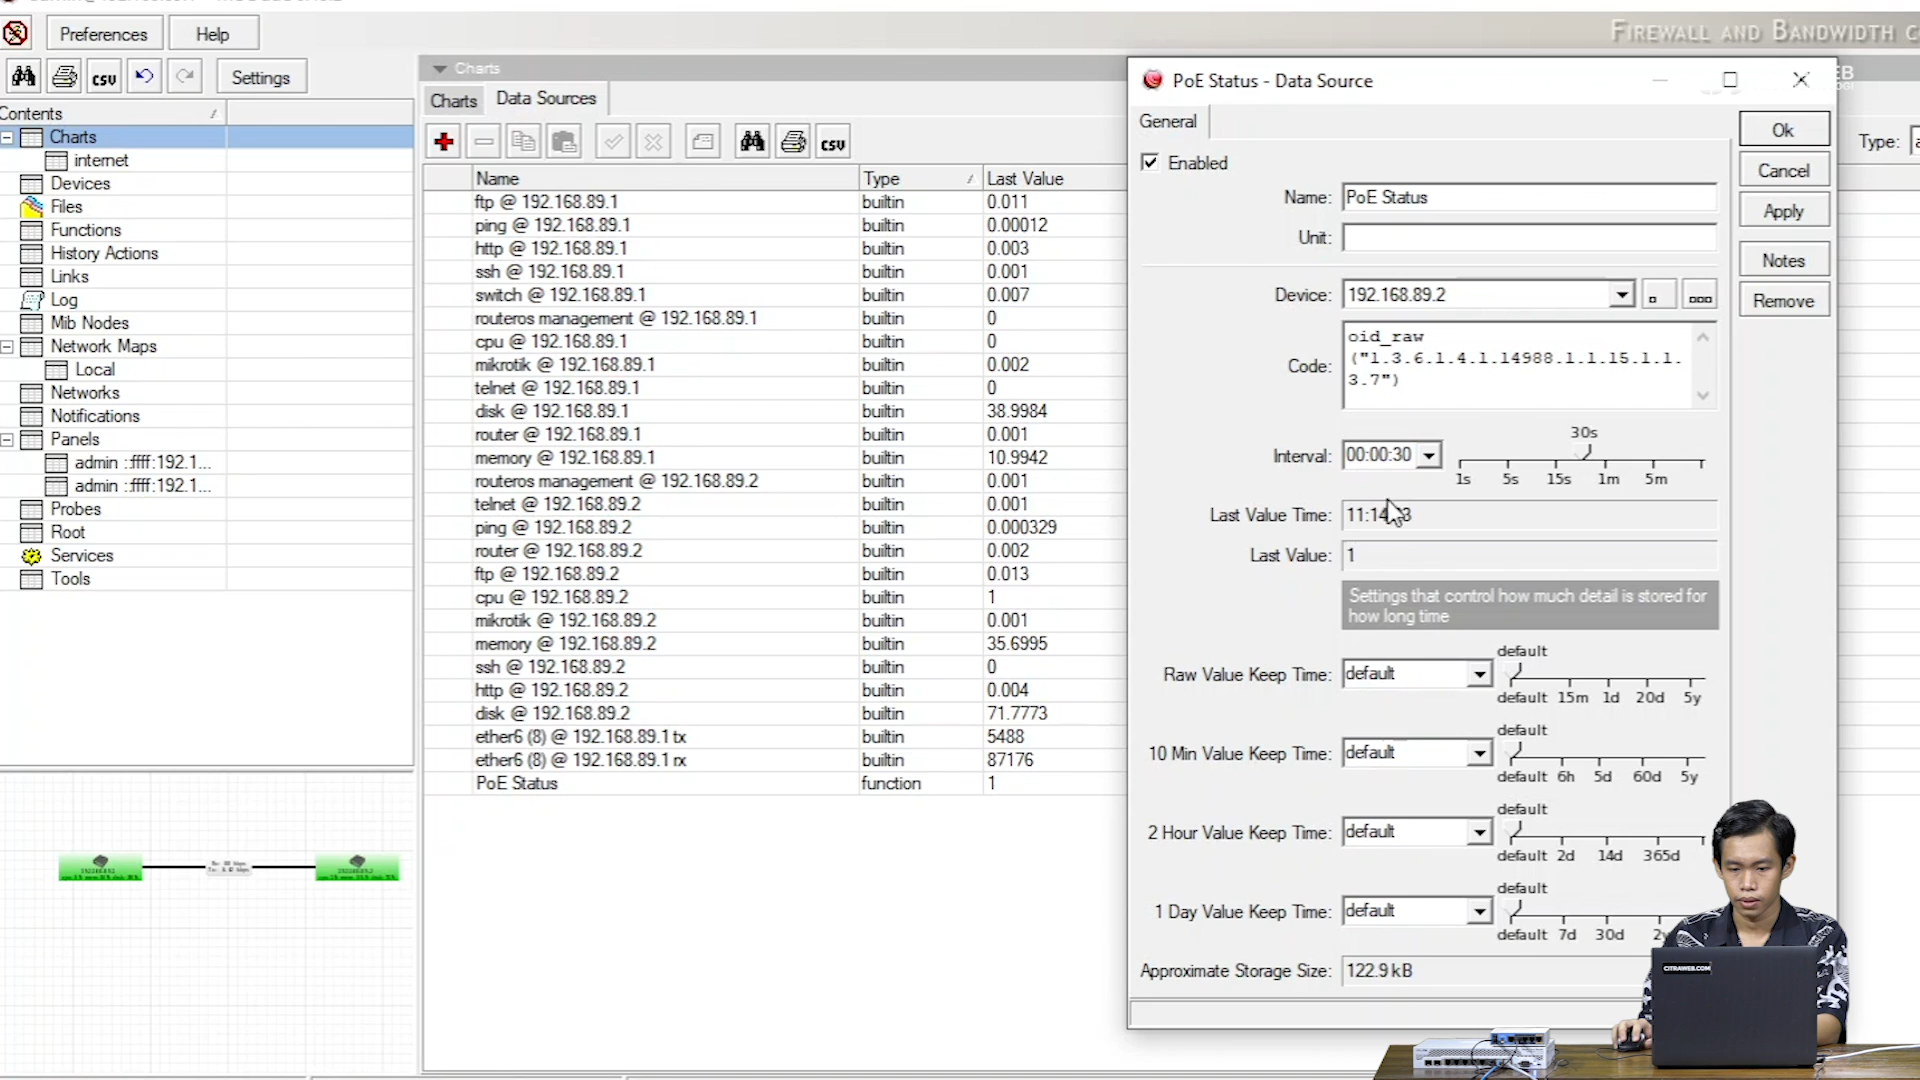 FIREWALL AND BANDWIDTH
Preferences
Help
csv
Settings
Contents
Charts
internet
Devices
Files
Functions
History Actions
Links
Log
Mib Nodes
Network Maps
Local
Networks
Notifications
Panels
admin ::ffff:192.1...
admin ::ffff:192.1...
Probes
Root
Services
Tools
Charts
Charts
Data Sources
csv
Type:
Name Type Last Value
ftp @ 192.168.89.1 builtin 0.011
ping @ 192.168.89.1 builtin 0.00012
http @ 192.168.89.1 builtin 0.003
ssh @ 192.168.89.1 builtin 0.001
switch @ 192.168.89.1 builtin 0.007
routeros management @ 192.168.89.1 builtin 0
cpu @ 192.168.89.1 builtin 0
mikrotik @ 192.168.89.1 builtin 0.002
telnet @ 192.168.89.1 builtin 0
disk @ 192.168.89.1 builtin 38.9984
router @ 192.168.89.1 builtin 0.001
memory @ 192.168.89.1 builtin 10.9942
routeros management @ 192.168.89.2 builtin 0.001
telnet @ 192.168.89.2 builtin 0.001
ping @ 192.168.89.2 builtin 0.000329
router @ 192.168.89.2 builtin 0.002
ftp @ 192.168.89.2 builtin 0.013
cpu @ 192.168.89.2 builtin 1
mikrotik @ 192.168.89.2 builtin 0.001
memory @ 192.168.89.2 builtin 35.6995
ssh @ 192.168.89.2 builtin 0
http @ 192.168.89.2 builtin 0.004
disk @ 192.168.89.2 builtin 71.7773
ether6 (8) @ 192.168.89.1 tx builtin 5488
ether6 (8) @ 192.168.89.1 rx builtin 87176
PoE Status function 1
PoE Status - Data Source
General
Enabled
Name: PoE Status
Unit:
Device: 192.168.89.2
Code: oid_raw
("1.3.6.1.4.1.14988.1.1.15.1.1.
3.7")
30s
Interval: 00:00:30
1s 5s 15s 1m 5m
Last Value Time:
Last Value: 1
Settings that control how much detail is stored for
how long time
default
Raw Value Keep Time: default
default 15m 1d 20d 5y
default
10 Min Value Keep Time: default
default 6h 5d 60d 5y
default
2 Hour Value Keep Time: default
default 2d 14d 365d
default
1 Day Value Keep Time: default
default 7d 30d
Approximate Storage Size: 122.9 kB
Ok
Cancel
Apply
Notes
Remove
CITRAWEB.COM